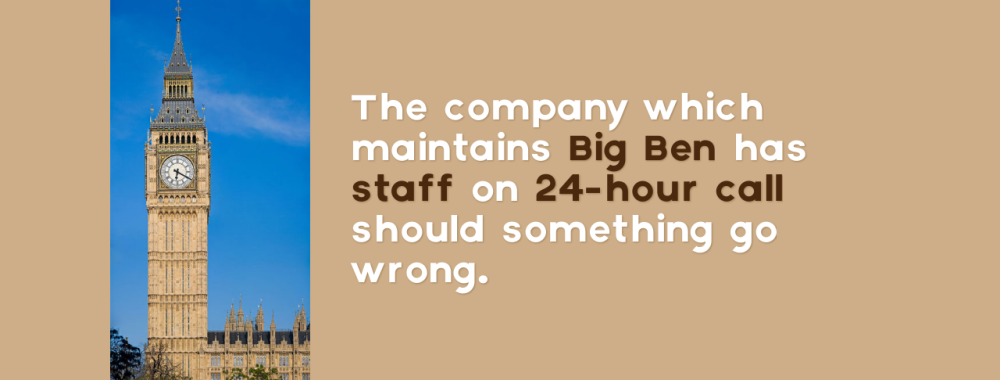 The company which
maintains Big Ben has
staff on 24-hour call
should something go
wrong.